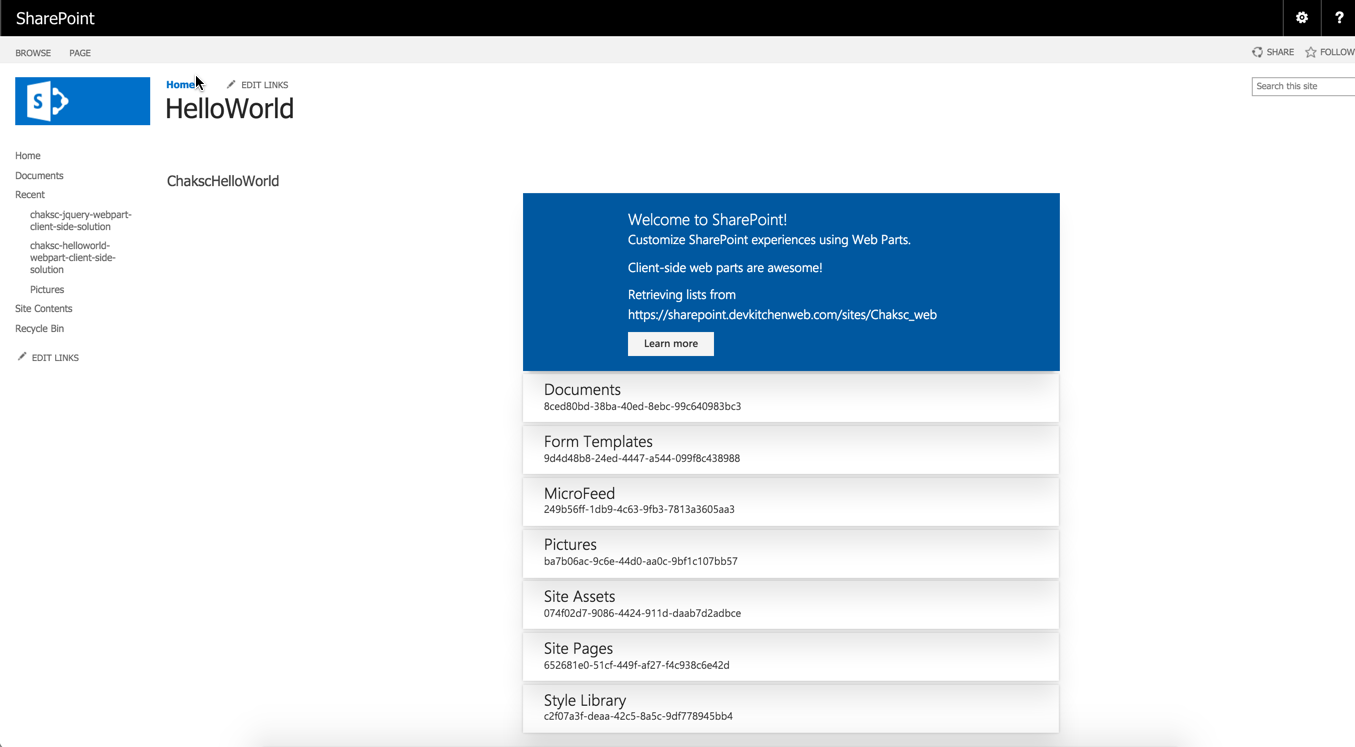 SharePoint
?
BROWSE PAGE
SHARE FOLLOW
S
Home EDIT LINKS
HelloWorld
Search this site
Home
Documents
Recent
chaksc-jquery-webpart-
client-side-solution
chaksc-helloworld-
webpart-client-side-
solution
Pictures
Site Contents
Recycle Bin
EDIT LINKS
ChakscHelloWorld
Welcome to SharePoint!
Customize SharePoint experiences using Web Parts.
Client-side web parts are awesome!
Retrieving lists from
https://sharepoint.devkitchenweb.com/sites/Chaksc_web
Learn more
Documents
8ced80bd-38ba-40ed-8ebc-99c640983bc3
Form Templates
9d4d48b8-24ed-4447-a544-099f8c438988
MicroFeed
249b56ff-1db9-4c63-9fb3-7813a3605aa3
Pictures
ba7b06ac-9c6e-44d0-aa0c-9bf1c107bb57
Site Assets
074f02d7-9086-4424-911d-daab7d2adbce
Site Pages
652681e0-51cf-449f-af27-f4c938c6e42d
Style Library
c2f07a3f-deaa-42c5-8a5c-9df778945bb4